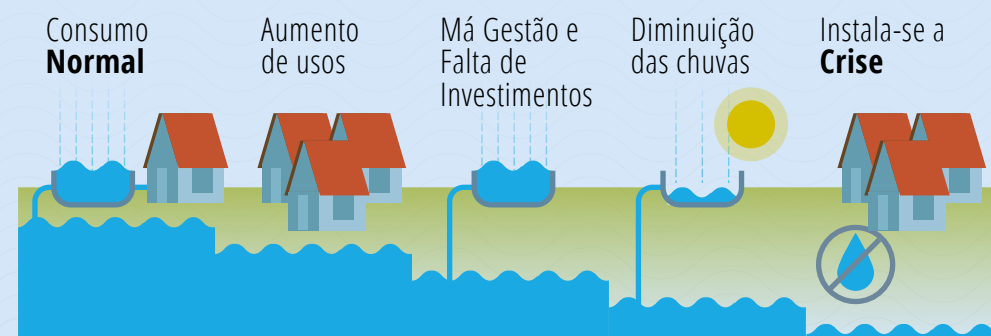 Consumo
Normal
Aumento
de usos
Má Gestão e
Falta de
Investimentos
Diminuição
das chuvas
Instala-se a
Crise